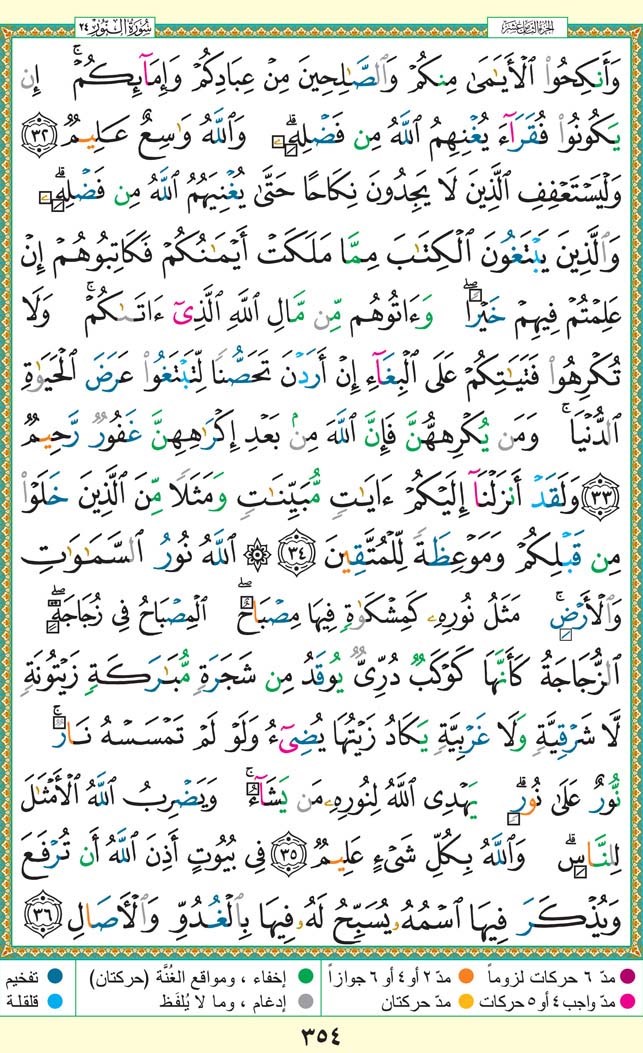 الجزء الثامن عشر
سُورَةُ النُّورِ ٢٤
وَأَنكِحُوا۟ ٱلْأَيَـٰمَىٰ مِنكُمْ وَٱلصَّـٰلِحِينَ مِنْ عِبَادِكُمْ وَإِمَآئِكُمْ ۚ إِن
يَكُونُوا۟ فُقَرَآءَ يُغْنِهِمُ ٱللَّهُ مِن فَضْلِهِۦ ۗ وَٱللَّهُ وَٰسِعٌ عَلِيمٌ ٣٢
وَلْيَسْتَعْفِفِ ٱلَّذِينَ لَا يَجِدُونَ نِكَاحًا حَتَّىٰ يُغْنِيَهُمُ ٱللَّهُ مِن فَضْلِهِۦ ۗ
وَٱلَّذِينَ يَبْتَغُونَ ٱلْكِتَـٰبَ مِمَّا مَلَكَتْ أَيْمَـٰنُكُمْ فَكَاتِبُوهُمْ إِنْ
عَلِمْتُمْ فِيهِمْ خَيْرًا ۖ وَءَاتُوهُم مِّن مَّالِ ٱللَّهِ ٱلَّذِىٓ ءَاتَىٰكُمْ ۚ وَلَا
تُكْرِهُوا۟ فَتَيَـٰتِكُمْ عَلَى ٱلْبِغَآءِ إِنْ أَرَدْنَ تَحَصُّنًا لِّتَبْتَغُوا۟ عَرَضَ ٱلْحَيَوٰةِ
ٱلدُّنْيَا ۚ وَمَن يُكْرِههُّنَّ فَإِنَّ ٱللَّهَ مِنۢ بَعْدِ إِكْرَٰهِهِنَّ غَفُورٌ رَّحِيمٌ
٣٣ وَلَقَدْ أَنزَلْنَآ إِلَيْكُمْ ءَايَـٰتٍ مُّبَيِّنَـٰتٍ وَمَثَلًا مِّنَ ٱلَّذِينَ خَلَوْا۟
مِن قَبْلِكُمْ وَمَوْعِظَةً لِّلْمُتَّقِينَ ٣٤ ۞ ٱللَّهُ نُورُ ٱلسَّمَـٰوَٰتِ
وَٱلْأَرْضِ ۚ مَثَلُ نُورِهِۦ كَمِشْكَوٰةٍ فِيهَا مِصْبَاحٌ ۖ ٱلْمِصْبَاحُ فِى زُجَاجَةٍ ۖ
ٱلزُّجَاجَةُ كَأَنَّهَا كَوْكَبٌ دُرِّىٌّ يُوقَدُ مِن شَجَرَةٍ مُّبَـٰرَكَةٍ زَيْتُونَةٍ
لَّا شَرْقِيَّةٍ وَلَا غَرْبِيَّةٍ يَكَادُ زَيْتُهَا يُضِىٓءُ وَلَوْ لَمْ تَمْسَسْهُ نَارٌ ۚ
نُّورٌ عَلَىٰ نُورٍ ۗ يَهْدِى ٱللَّهُ لِنُورِهِۦ مَن يَشَآءُ ۚ وَيَضْرِبُ ٱللَّهُ ٱلْأَمْثَـٰلَ
لِلنَّاسِ ۗ وَٱللَّهُ بِكُلِّ شَىْءٍ عَلِيمٌ ٣٥ فِى بُيُوتٍ أَذِنَ ٱللَّهُ أَن تُرْفَعَ
وَيُذْكَرَ فِيهَا ٱسْمُهُۥ يُسَبِّحُ لَهُۥ فِيهَا بِٱلْغُدُوِّ وَٱلْـَٔاصَالِ ٣٦
مدّ ٦ حركات لزوماً مدّ ٢ أو ٤ أو ٦ جوازاً إخفاء ، ومواقع الغُنَّة (حركتان) تفخيم
مدّ واجب ٤ أو ٥ حركات مدّ حركتان إدغام ، وما لا يُلفَظ قلقلة
٣٥٤